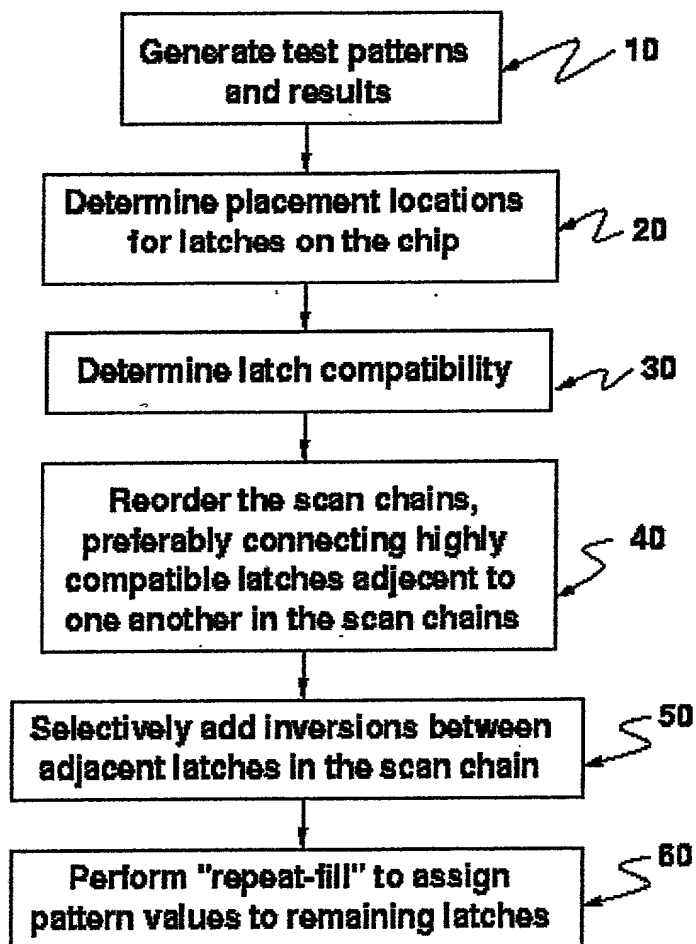 Generate test patterns
and results
10
Determine placement locations
for latches on the chip
20
Determine latch compatibility
30
Reorder the scan chains,
preferably connecting highly
compatible latches adjecent to
one another in the scan chains
40
Selectively add inversions between
adjacent latches in the scan chain
50
Perform "repeat-fill" to assign
pattern values to remaining latches
60